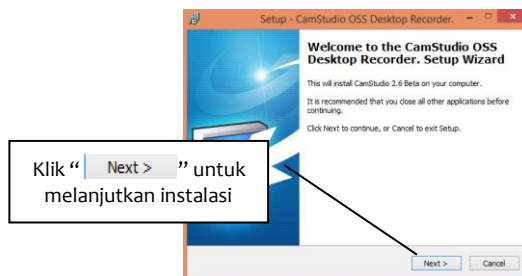 Setup - CamStudio OSS Desktop Recorder.
Welcome to the CamStudio OSS
Desktop Recorder. Setup Wizard
This will install CamStudio 2.6 Beta on your computer.
It is recommended that you close all other applications before
continuing.
Click Next to continue, or Cancel to exit Setup.
Klik “ Next > ” untuk
melanjutkan instalasi
Next > Cancel